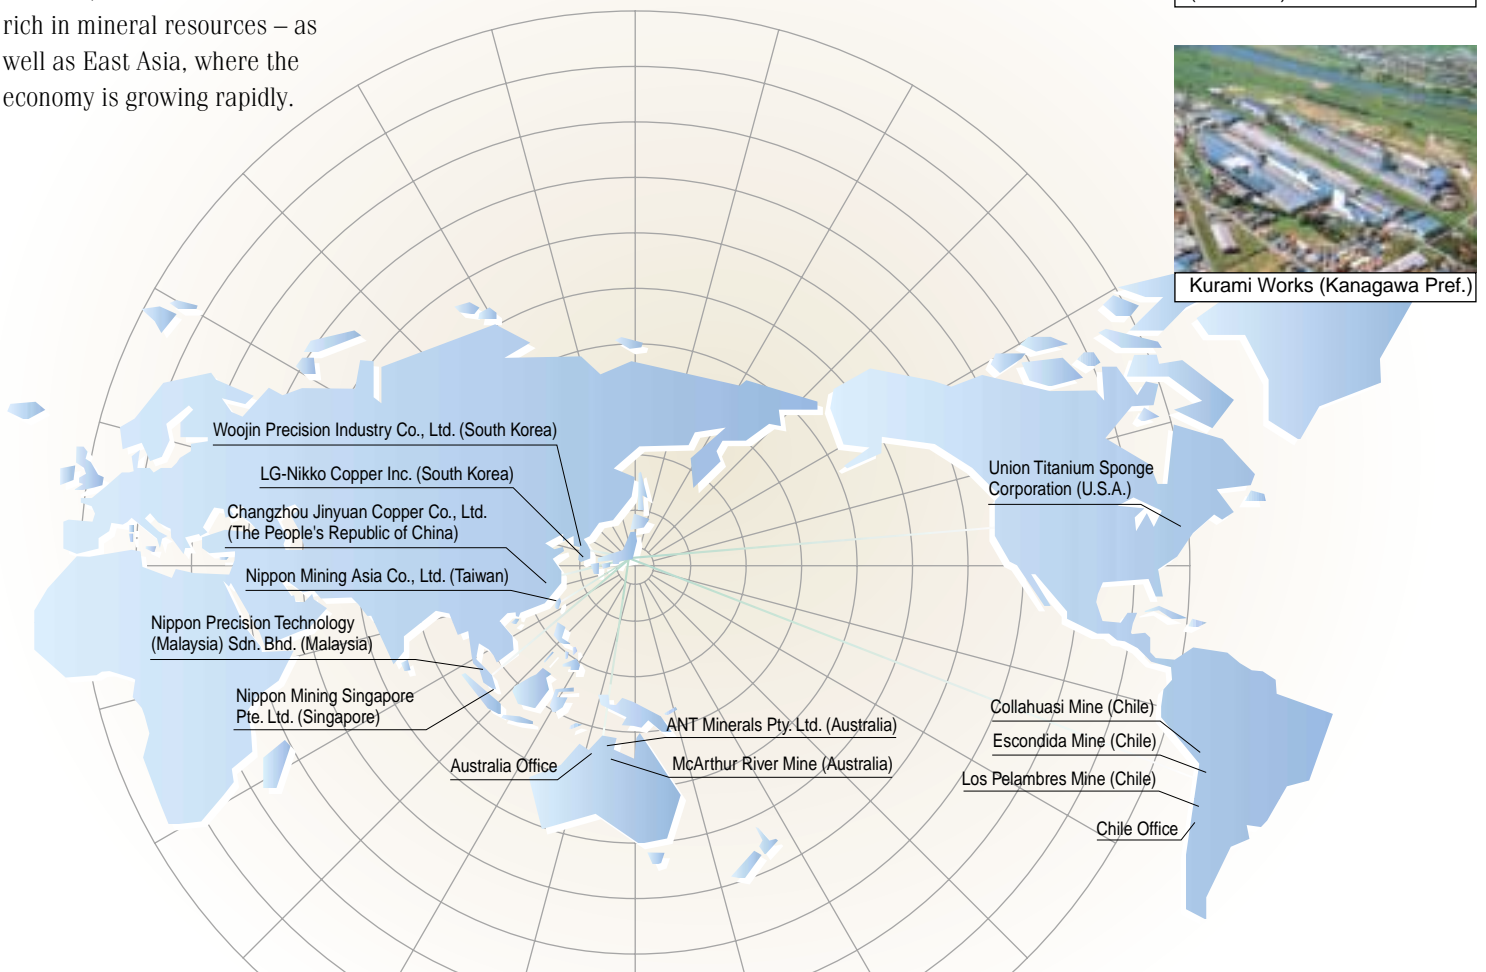 rich in mineral resources – as
well as East Asia, where the
economy is growing rapidly.
Kurami Works (Kanagawa Pref.)
Woojin Precision Industry Co., Ltd. (South Korea)
LG-Nikko Copper Inc. (South Korea)
Changzhou Jinyuan Copper Co., Ltd.
(The People's Republic of China)
Nippon Mining Asia Co., Ltd. (Taiwan)
Nippon Precision Technology
(Malaysia) Sdn. Bhd. (Malaysia)
Nippon Mining Singapore
Pte. Ltd. (Singapore)
Australia Office
ANT Minerals Pty. Ltd. (Australia)
McArthur River Mine (Australia)
Union Titanium Sponge
Corporation (U.S.A.)
Collahuasi Mine (Chile)
Escondida Mine (Chile)
Los Pelambres Mine (Chile)
Chile Office